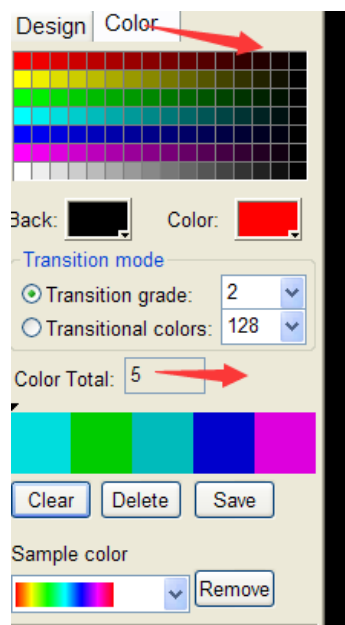 Design Color
Back: Color:
Transition mode
Transition grade: 2
Transitional colors: 128
Color Total: 5
Clear Delete Save
Sample color
Remove